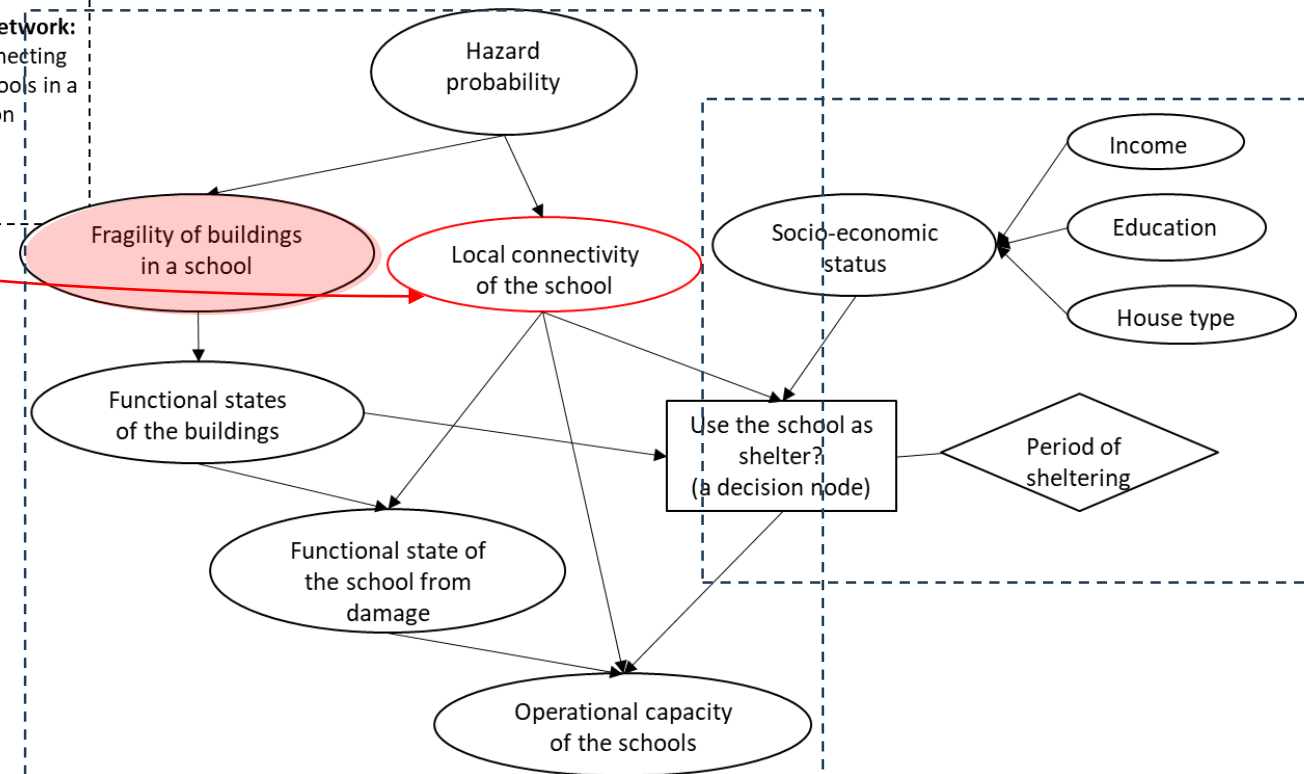 etwork:
necting
ools in a
on
Hazard
probability
Fragility of buildings
in a school
Local connectivity
of the school
Socio-economic
status
Income
Education
House type
Functional states
of the buildings
Use the school as
shelter?
(a decision node)
Period of
sheltering
Functional state of
the school from
damage
Operational capacity
of the schools